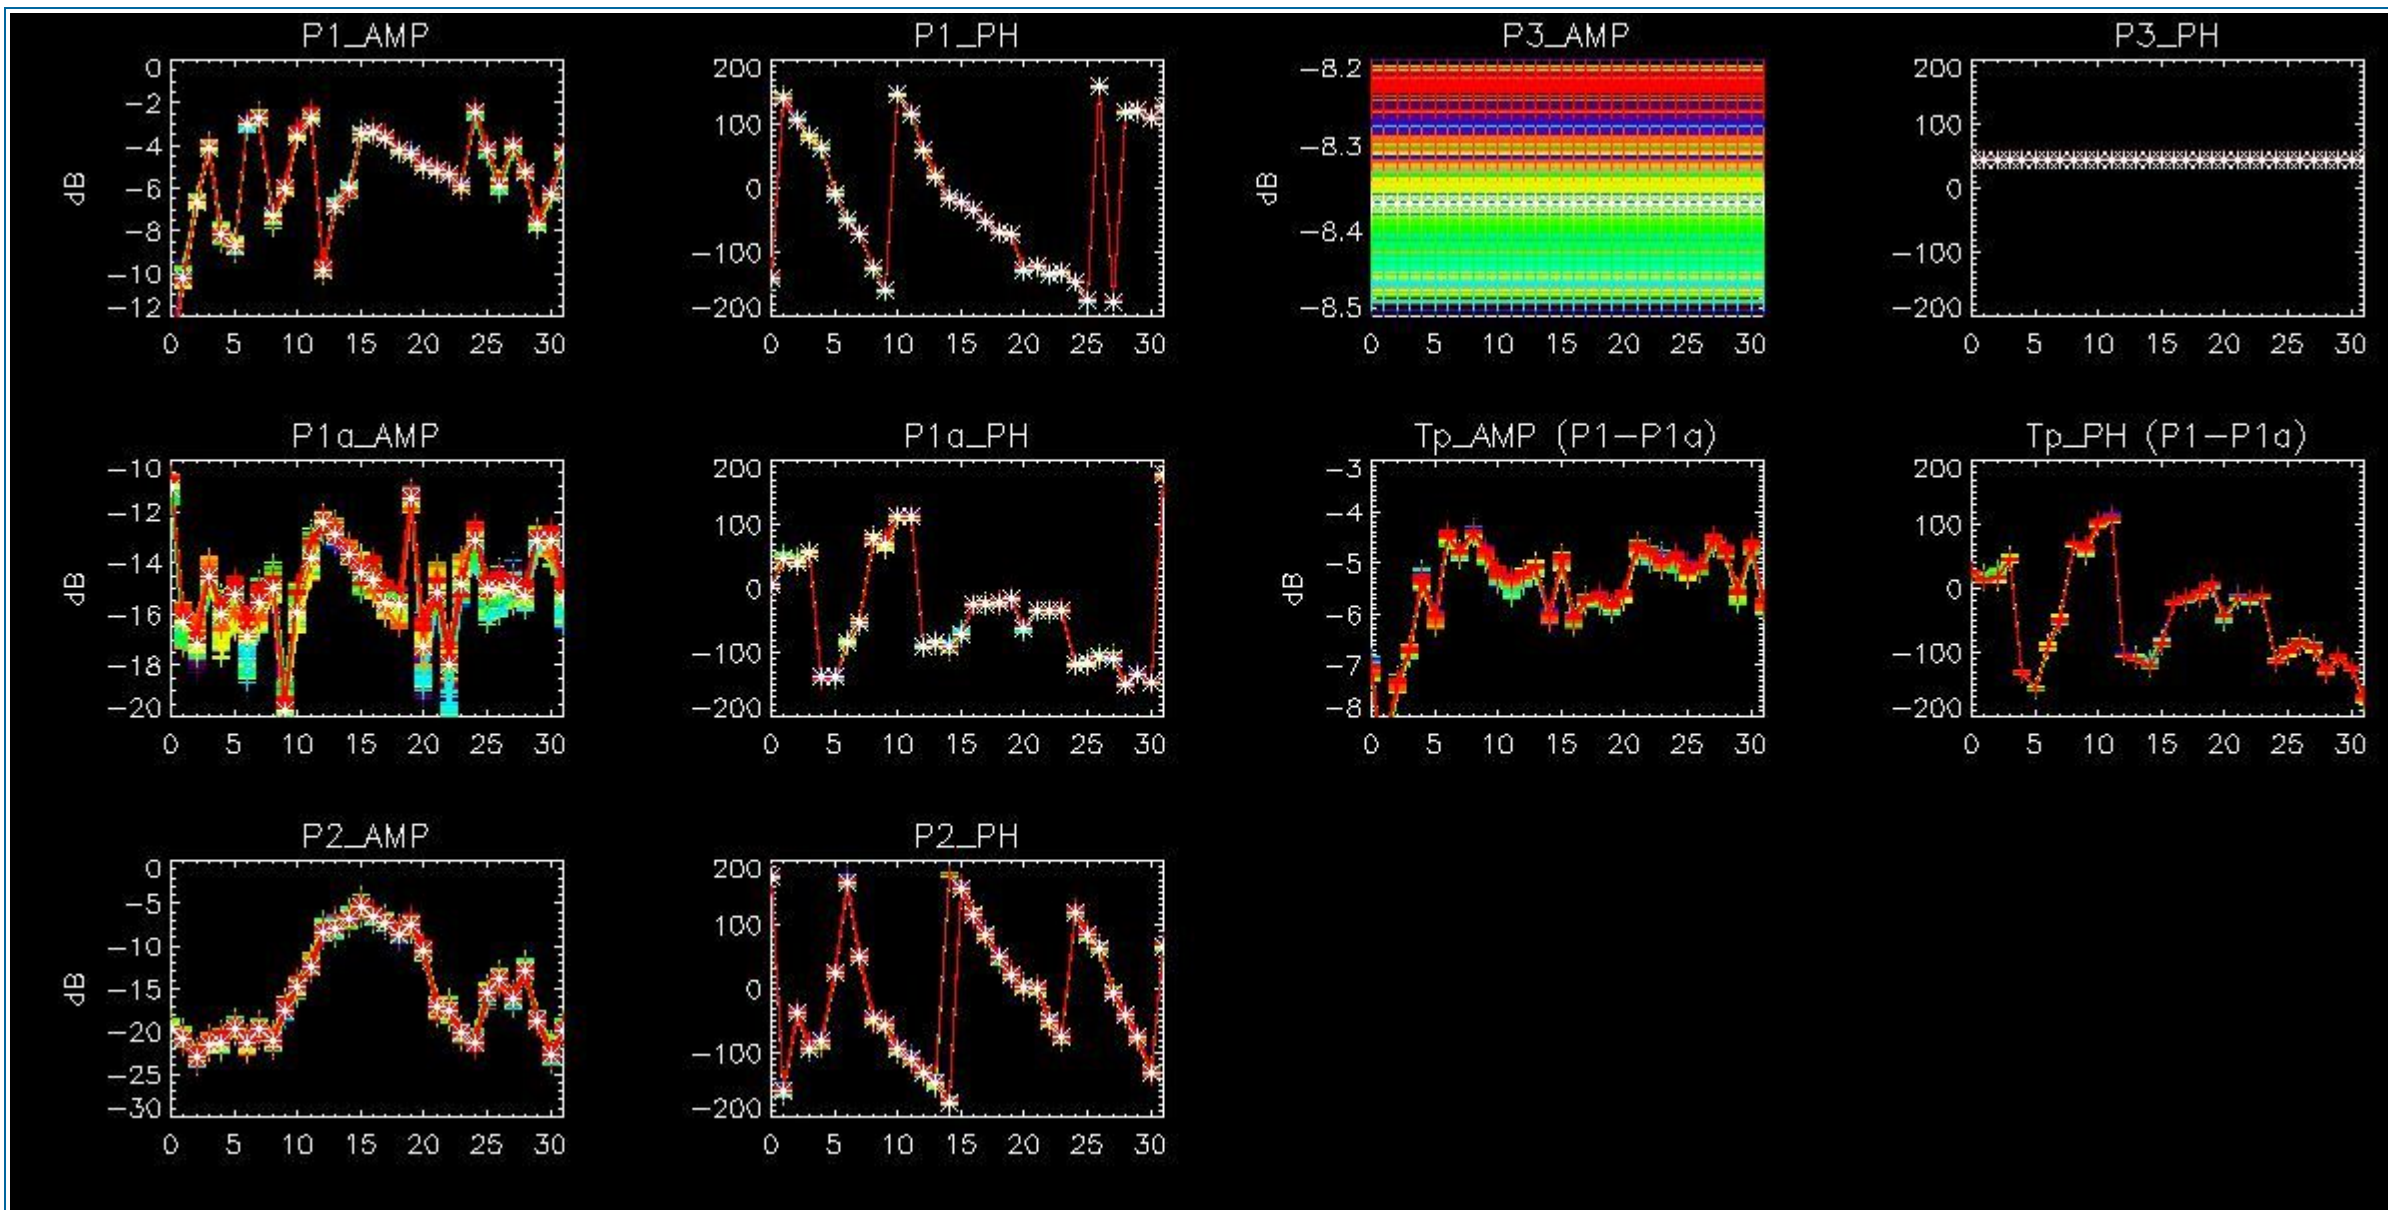 P1_AMP P1_PH P3_AMP P3_PH
0 200 −8.2 200
−2
−4 100 −8.3 100
dB −6 0 dB 0
−8 −100 −8.4 −100
−10
−12 −200 −8.5 −200
0 5 10 15 20 25 30 0 5 10 15 20 25 30 0 5 10 15 20 25 30 0 5 10 15 20 25 30
P1a_AMP P1a_PH Tp_AMP (P1−P1a) Tp_PH (P1−P1a)
−10 200 −3 200
−12 100 −4 100
−14 −5
dB 0 dB 0
−16 −6
−18 −100 −7 −100
−20 −200 −8 −200
0 5 10 15 20 25 30 0 5 10 15 20 25 30 0 5 10 15 20 25 30 0 5 10 15 20 25 30
P2_AMP P2_PH
0 200
−5 100
−10
dB −15 0
−20 −100
−25
−30 −200
0 5 10 15 20 25 30 0 5 10 15 20 25 30